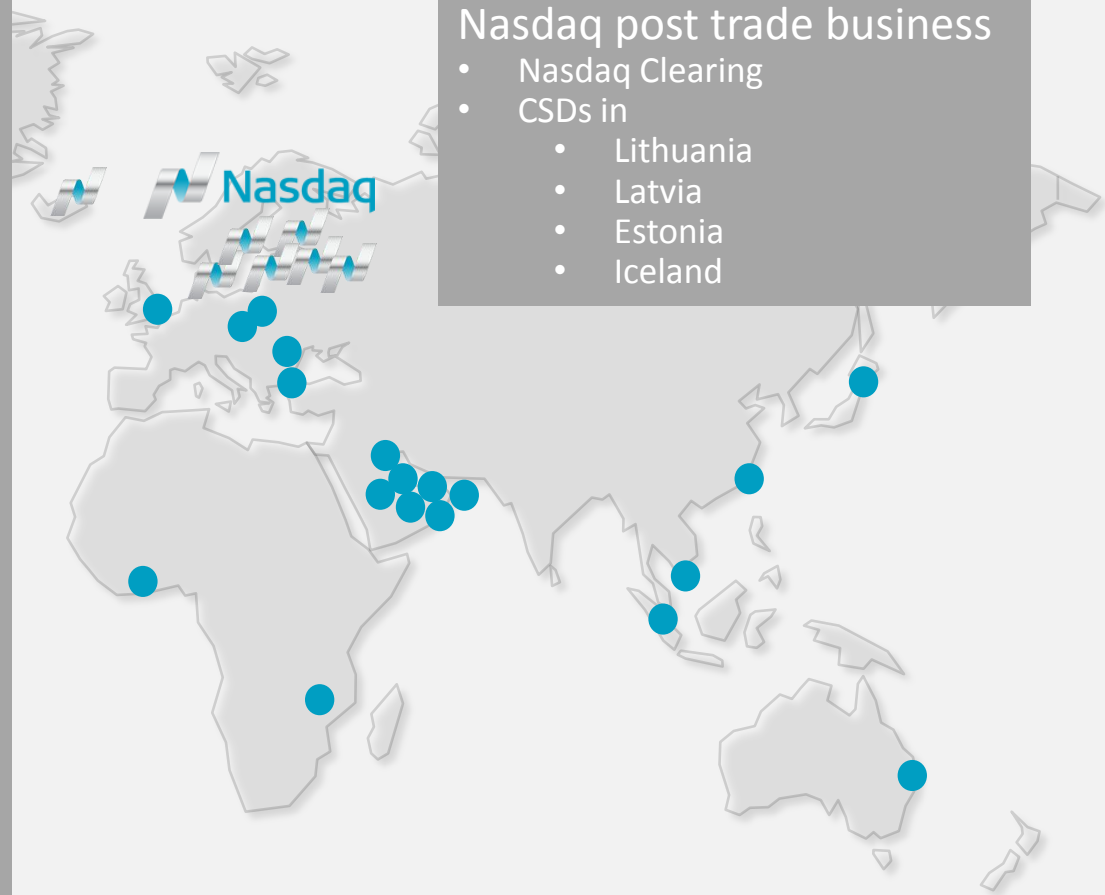 Nasdaq post trade business
• Nasdaq Clearing
• CSDs in
• Lithuania
• Latvia
• Estonia
• Iceland
Nasdaq